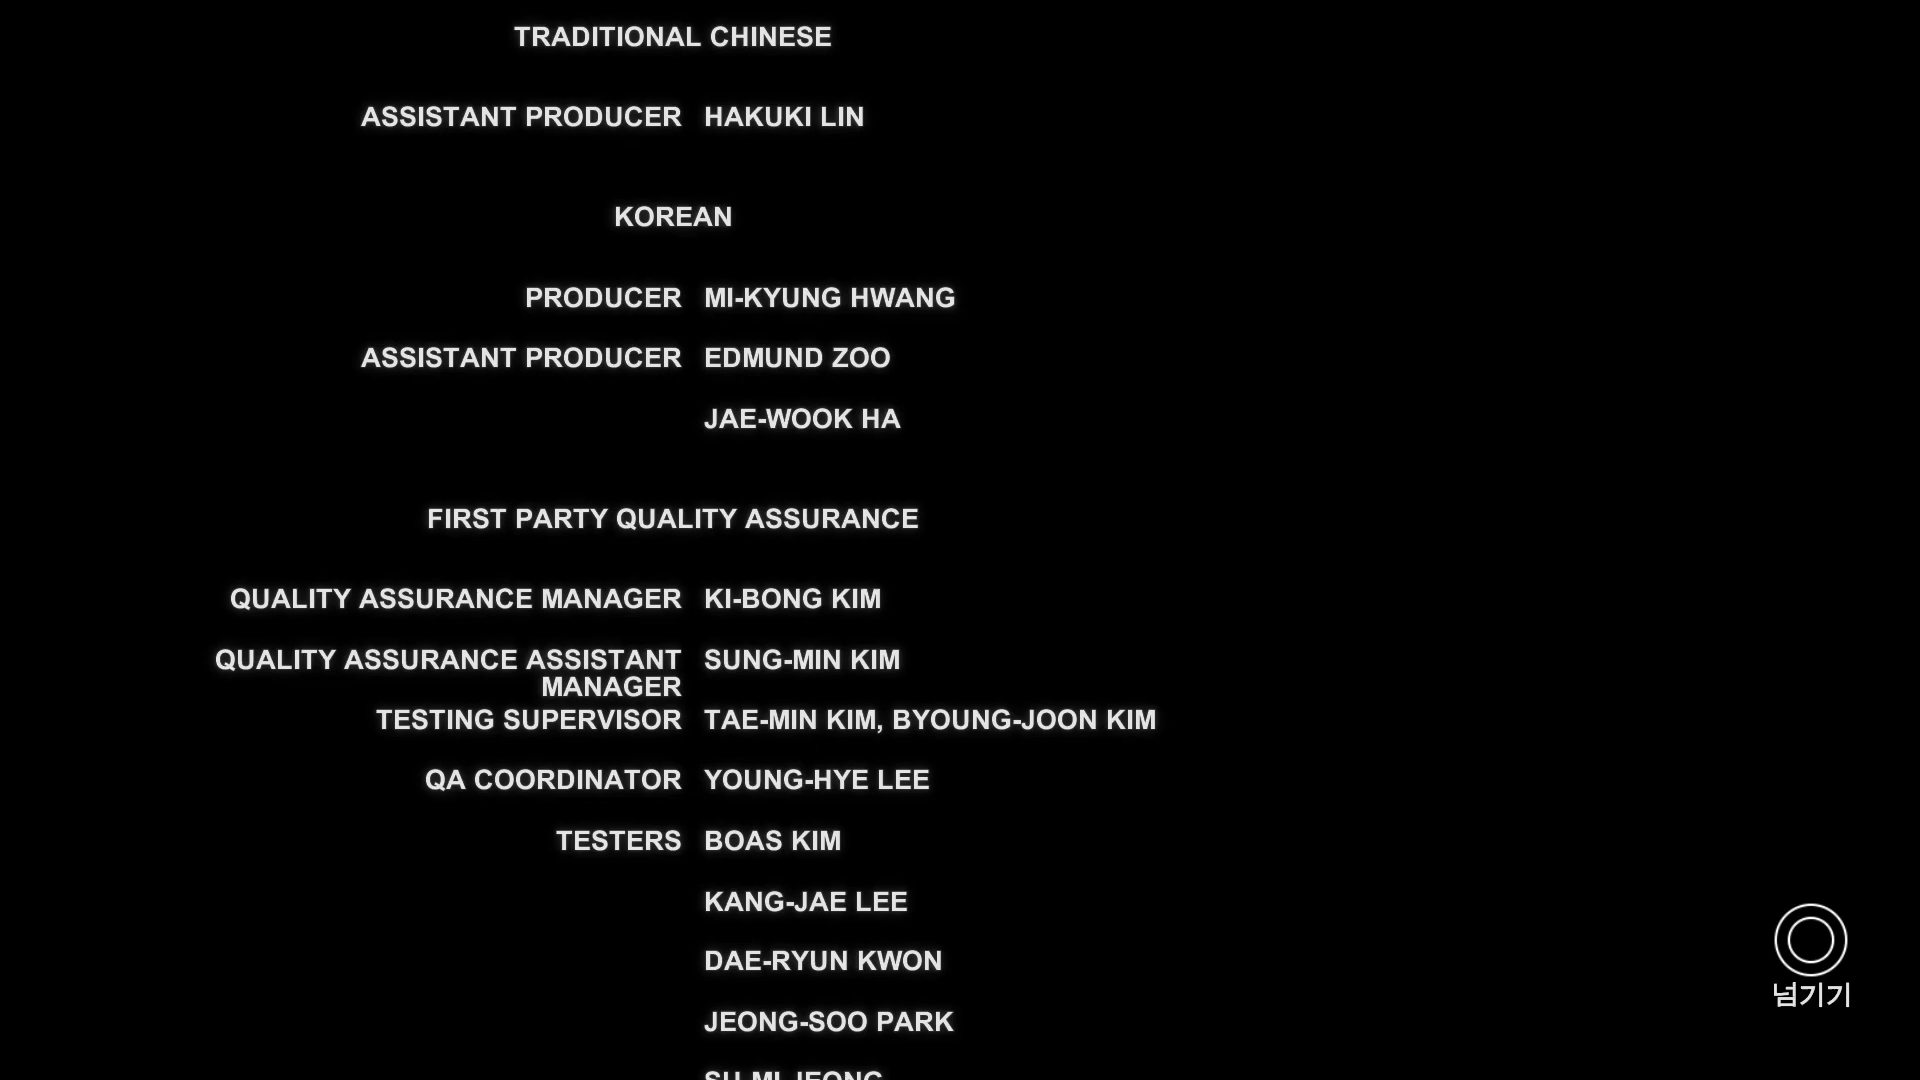 TRADITIONAL CHINESE
ASSISTANT PRODUCER HAKUKI LIN
KOREAN
PRODUCER MI-KYUNG HWANG
ASSISTANT PRODUCER EDMUND ZOO
JAE-WOOK HA
FIRST PARTY QUALITY ASSURANCE
QUALITY ASSURANCE MANAGER KI-BONG KIM
QUALITY ASSURANCE ASSISTANT SUNG-MIN KIM
MANAGER
TESTING SUPERVISOR TAE-MIN KIM, BYOUNG-JOON KIM
QA COORDINATOR YOUNG-HYE LEE
TESTERS BOAS KIM
KANG-JAE LEE
DAE-RYUN KWON
넘기기
JEONG-SOO PARK
SU-MI JEONG